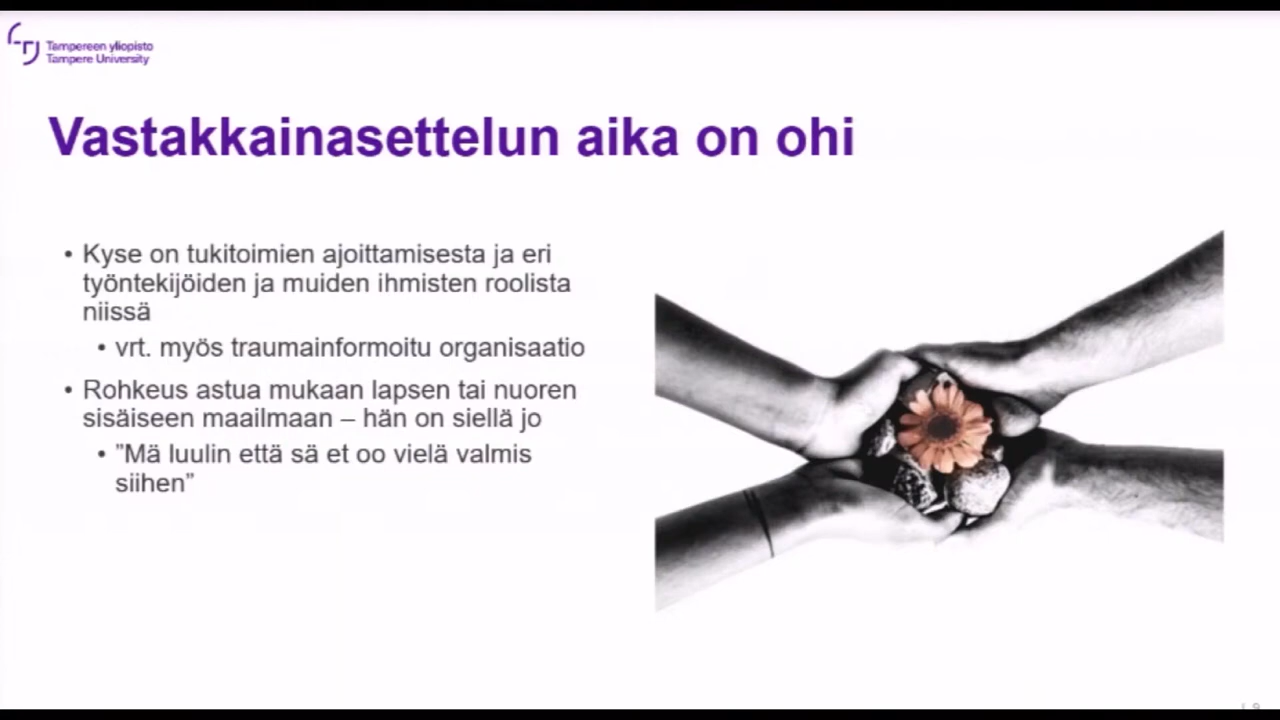 Tampereen yliopisto
Tampere University
Vastakkainasettelun aika on ohi
• Kyse on tukitoimien ajoittamisesta ja eri
työntekijöiden ja muiden ihmisten roolista
niissä
• vrt. myös traumainformoitu organisaatio
• Rohkeus astua mukaan lapsen tai nuoren
sisäiseen maailmaan – hän on siellä jo
• ”Mä luulin että sä et oo vielä valmis
siihen”